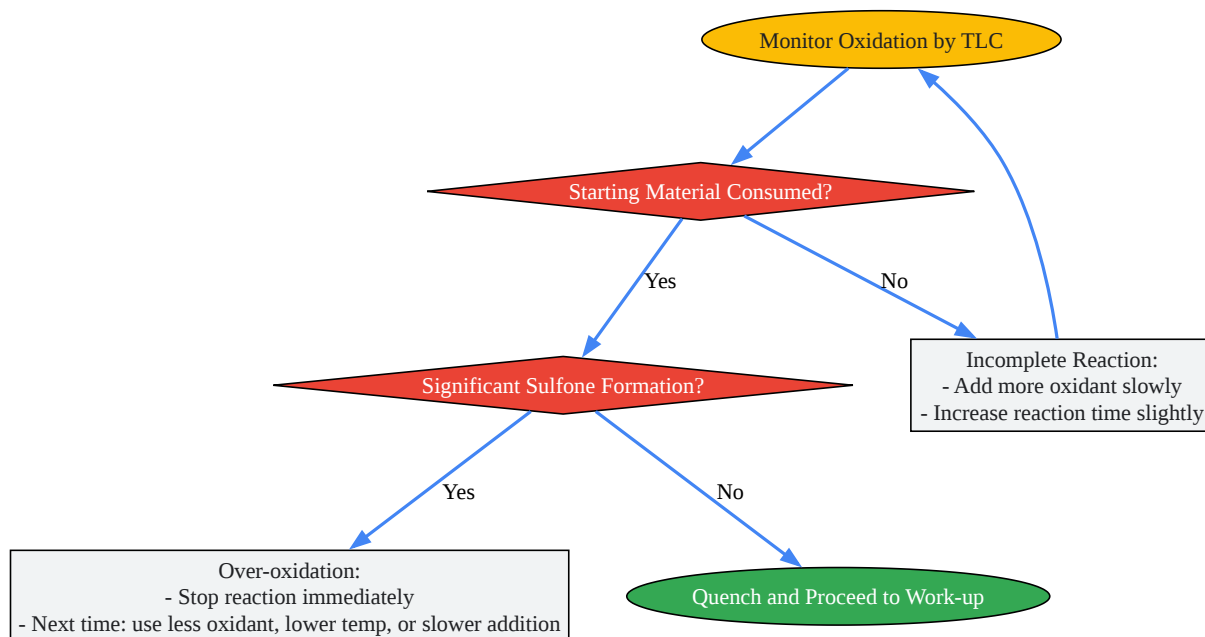 Monitor Oxidation by TLC
Starting Material Consumed?
Yes
No
Incomplete Reaction:
- Add more oxidant slowly
- Increase reaction time slightly
Significant Sulfone Formation?
Yes
No
Over-oxidation:
- Stop reaction immediately
- Next time: use less oxidant, lower temp, or slower addition
Quench and Proceed to Work-up